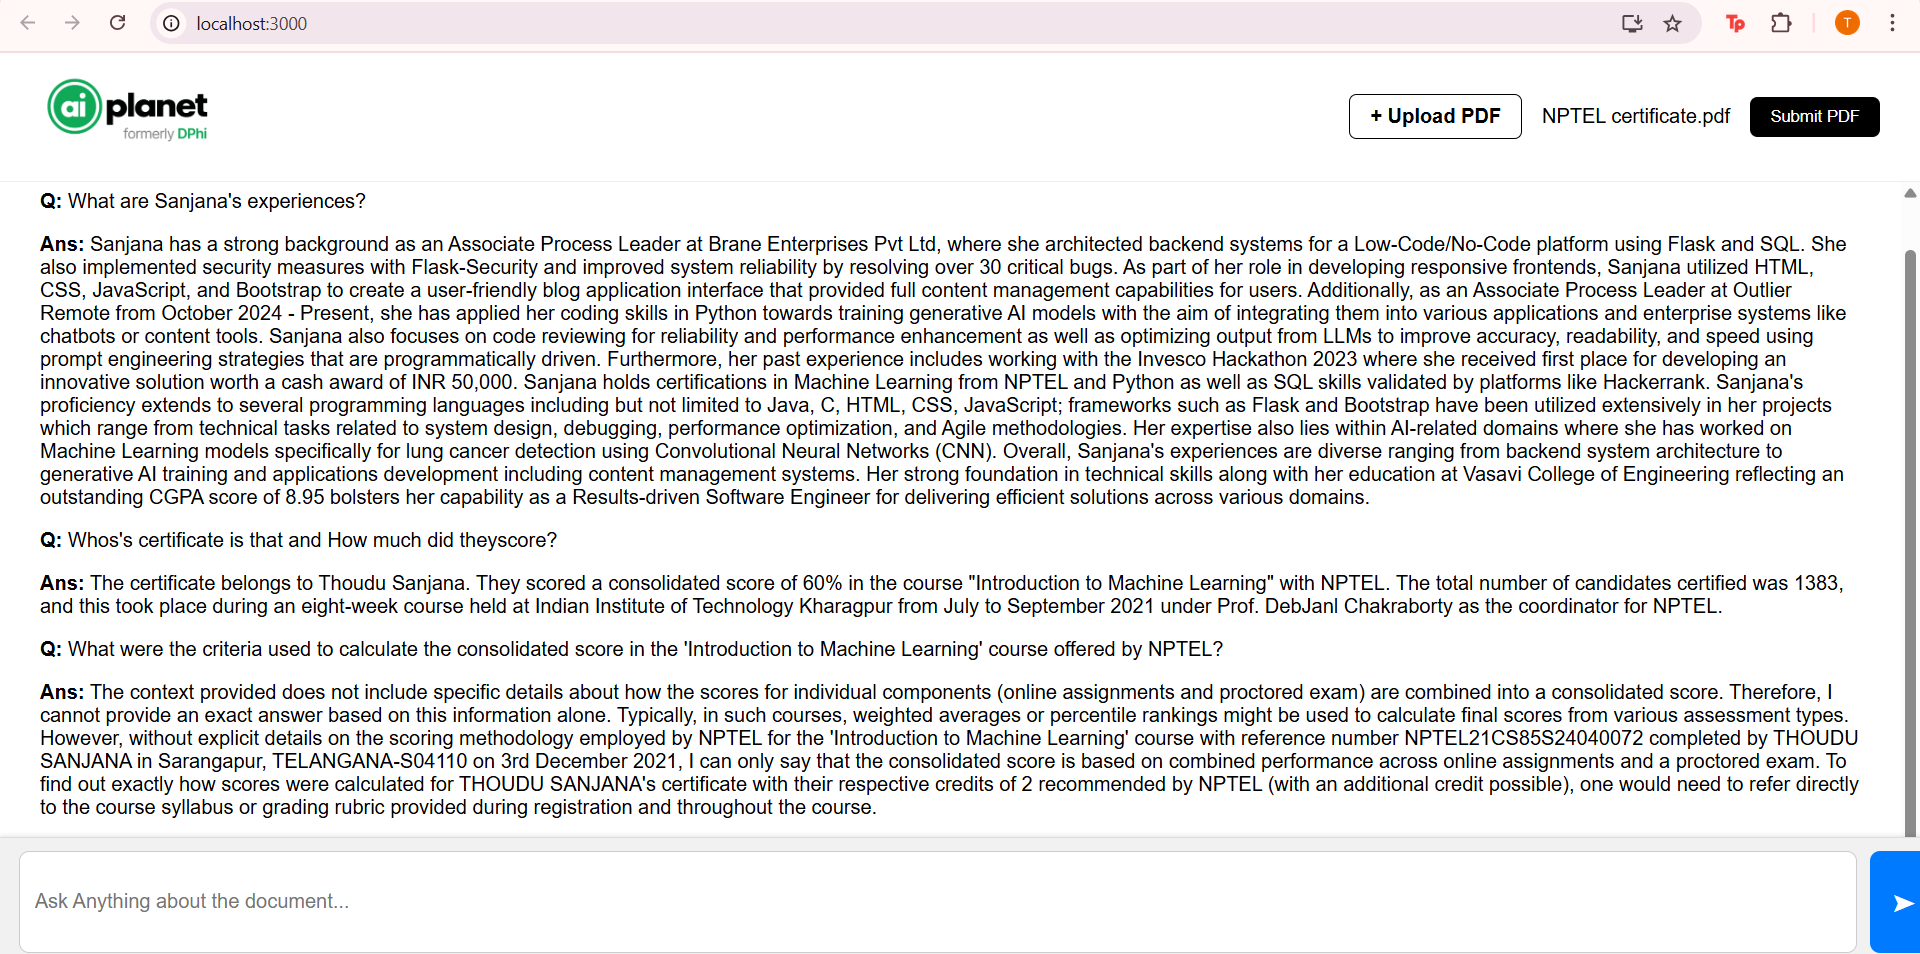 localhost:3000
Tp
T
ai planet
formerly DPhi
+ Upload PDF
NPTEL certificate.pdf
Submit PDF
Q: What are Sanjana's experiences?
Ans: Sanjana has a strong background as an Associate Process Leader at Brane Enterprises Pvt Ltd, where she architected backend systems for a Low-Code/No-Code platform using Flask and SQL. She
also implemented security measures with Flask-Security and improved system reliability by resolving over 30 critical bugs. As part of her role in developing responsive frontends, Sanjana utilized HTML,
CSS, JavaScript, and Bootstrap to create a user-friendly blog application interface that provided full content management capabilities for users. Additionally, as an Associate Process Leader at Outlier
Remote from October 2024 - Present, she has applied her coding skills in Python towards training generative AI models with the aim of integrating them into various applications and enterprise systems like
chatbots or content tools. Sanjana also focuses on code reviewing for reliability and performance enhancement as well as optimizing output from LLMs to improve accuracy, readability, and speed using
prompt engineering strategies that are programmatically driven. Furthermore, her past experience includes working with the Invesco Hackathon 2023 where she received first place for developing an
innovative solution worth a cash award of INR 50,000. Sanjana holds certifications in Machine Learning from NPTEL and Python as well as SQL skills validated by platforms like Hackerrank. Sanjana's
proficiency extends to several programming languages including but not limited to Java, C, HTML, CSS, JavaScript; frameworks such as Flask and Bootstrap have been utilized extensively in her projects
which range from technical tasks related to system design, debugging, performance optimization, and Agile methodologies. Her expertise also lies within AI-related domains where she has worked on
Machine Learning models specifically for lung cancer detection using Convolutional Neural Networks (CNN). Overall, Sanjana's experiences are diverse ranging from backend system architecture to
generative AI training and applications development including content management systems. Her strong foundation in technical skills along with her education at Vasavi College of Engineering reflecting an
outstanding CGPA score of 8.95 bolsters her capability as a Results-driven Software Engineer for delivering efficient solutions across various domains.
Q: Whos's certificate is that and How much did theyscore?
Ans: The certificate belongs to Thoudu Sanjana. They scored a consolidated score of 60% in the course "Introduction to Machine Learning" with NPTEL. The total number of candidates certified was 1383,
and this took place during an eight-week course held at Indian Institute of Technology Kharagpur from July to September 2021 under Prof. DebJanl Chakraborty as the coordinator for NPTEL.
Q: What were the criteria used to calculate the consolidated score in the 'Introduction to Machine Learning' course offered by NPTEL?
Ans: The context provided does not include specific details about how the scores for individual components (online assignments and proctored exam) are combined into a consolidated score. Therefore, I
cannot provide an exact answer based on this information alone. Typically, in such courses, weighted averages or percentile rankings might be used to calculate final scores from various assessment types.
However, without explicit details on the scoring methodology employed by NPTEL for the 'Introduction to Machine Learning' course with reference number NPTEL21CS85S24040072 completed by THOUDU
SANJANA in Sarangapur, TELANGANA-S04110 on 3rd December 2021, I can only say that the consolidated score is based on combined performance across online assignments and a proctored exam. To
find out exactly how scores were calculated for THOUDU SANJANA's certificate with their respective credits of 2 recommended by NPTEL (with an additional credit possible), one would need to refer directly
to the course syllabus or grading rubric provided during registration and throughout the course.
Ask Anything about the document...